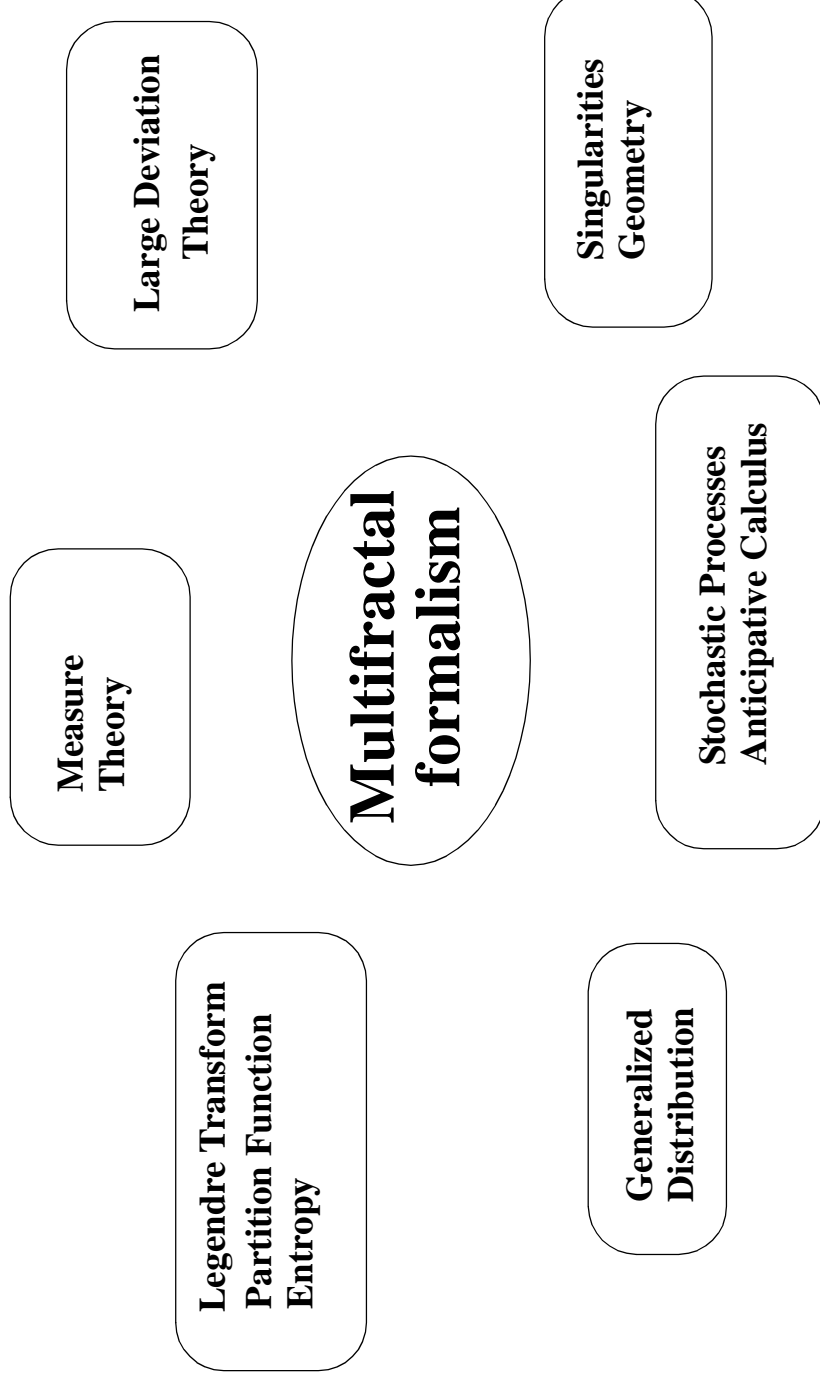 Measure
Theory
Legendre Transform
Partition Function
Entropy
Large Deviation
Theory
Multifractal
formalism
Generalized
Distribution
Singularities
Geometry
Stochastic Processes
Anticipative Calculus